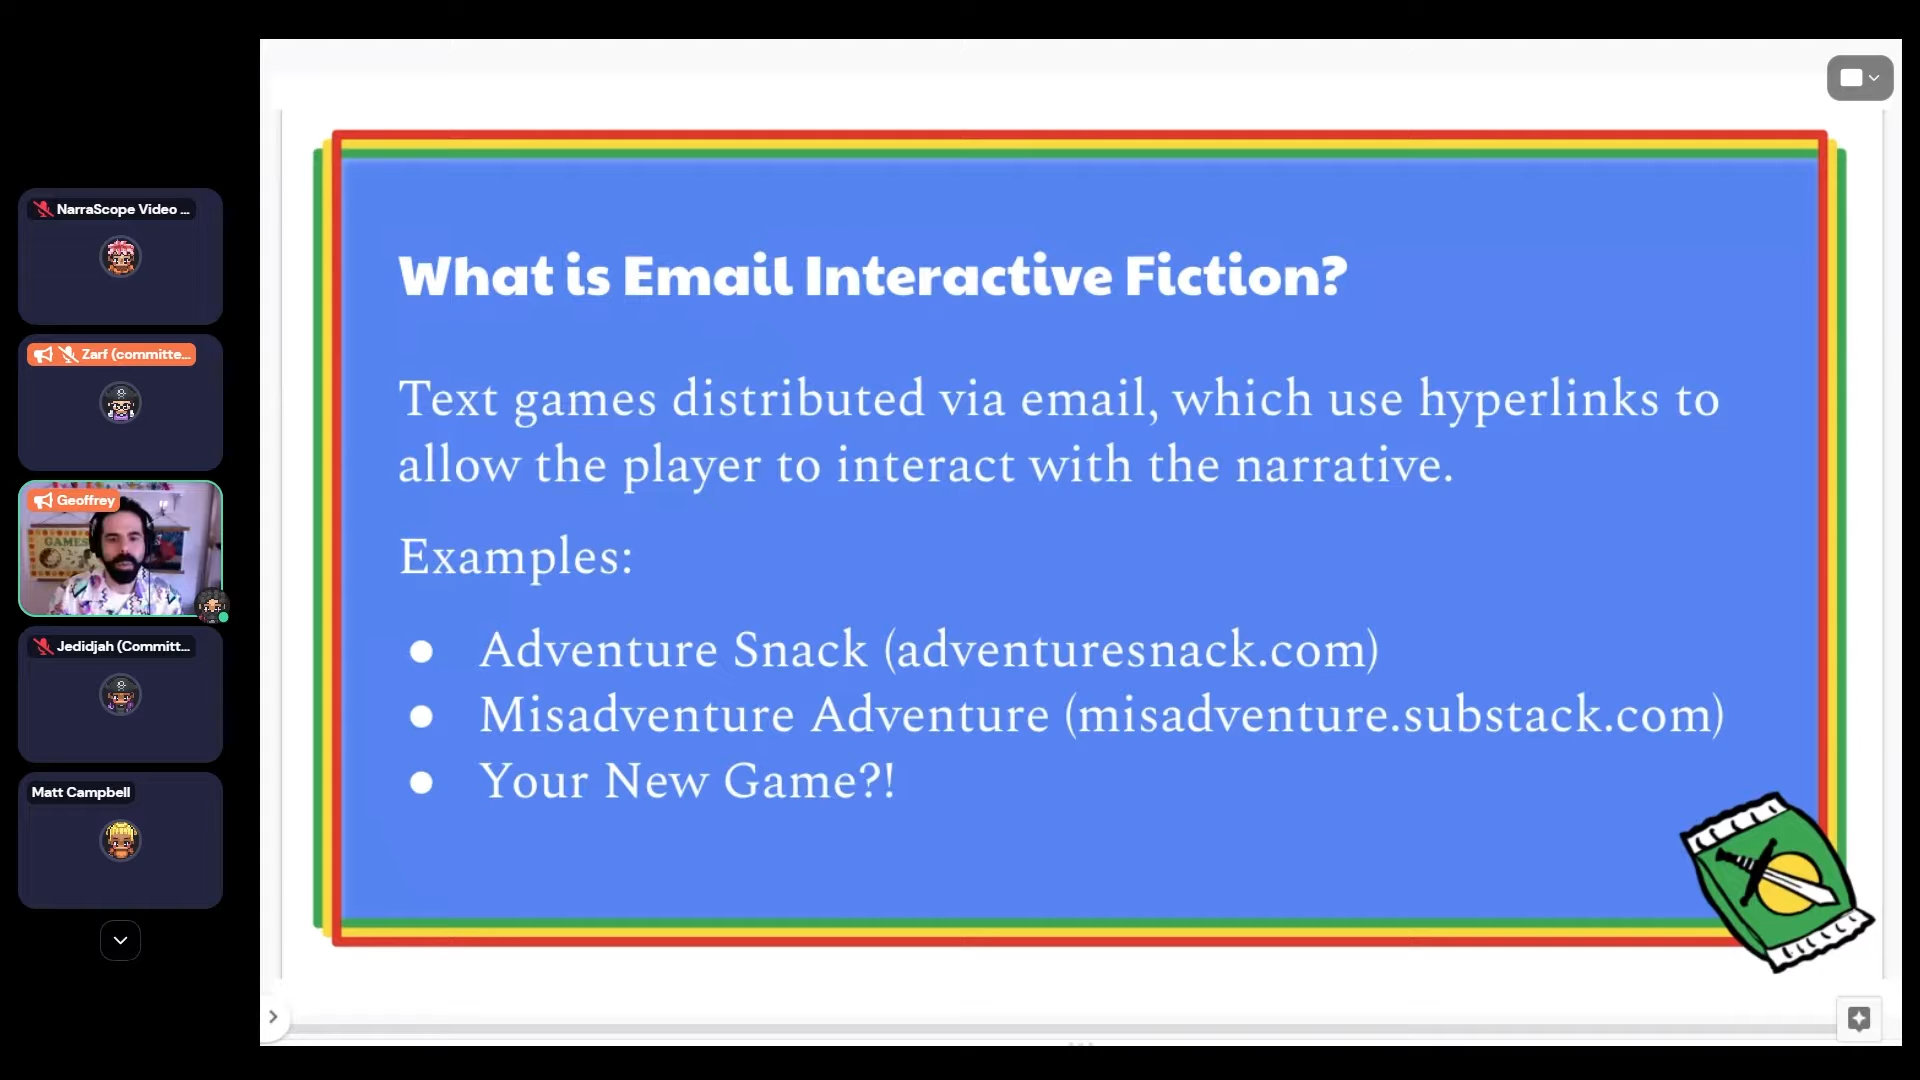 NarraScope Video ...
Zarf (committe...
Geoffrey
GAMES
Jedidjah (Committ...
Matt Campbell
What is Email Interactive Fiction?
Text games distributed via email, which use hyperlinks to
allow the player to interact with the narrative.
Examples:
● Adventure Snack (adventuresnack.com)
● Misadventure Adventure (misadventure.substack.com)
● Your New Game?!